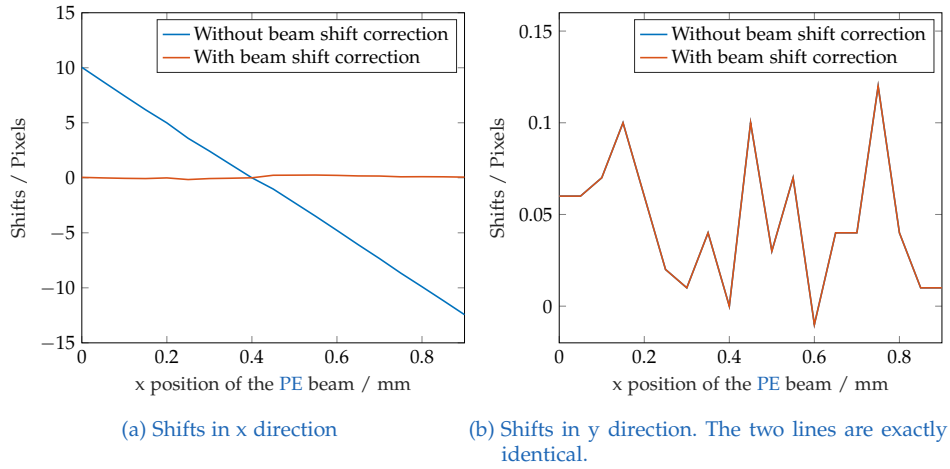 Without beam shift correction
With beam shift correction
15
10
5
0
−5
−10
−15
0
0.2
0.4
0.6
0.8
Shifts / Pixels
x position of the PE beam / mm
(a) Shifts in x direction
Without beam shift correction
With beam shift correction
0.1
0.05
0
0
0.2
0.4
0.6
0.8
Shifts / Pixels
x position of the PE beam / mm
(b) Shifts in y direction. The two lines are exactly
identical.